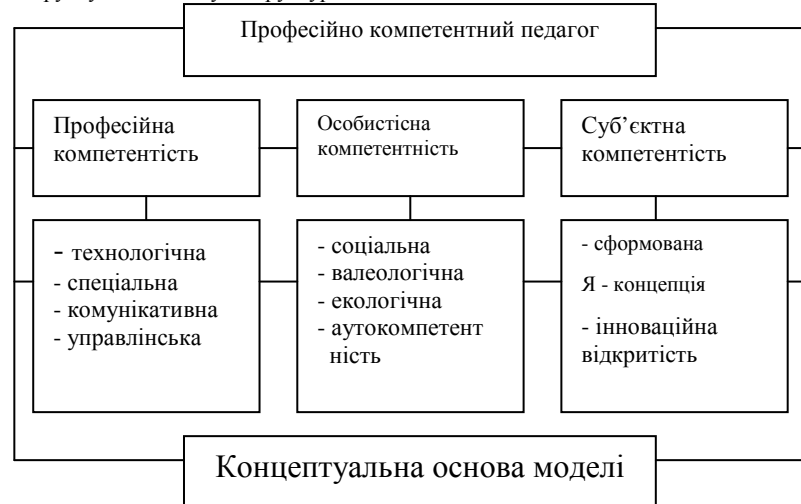 Професійно компетентний педагог
Професійна
компетентість
Особистісна
компетентність
Суб’єктна
компетентість
- технологічна
- спеціальна
- комунікативна
- управлінська
- соціальна
- валеологічна
- екологічна
- аутокомпетент
ність
- сформована
Я - концепція
- інноваційна
відкритість
Концептуальна основа моделі